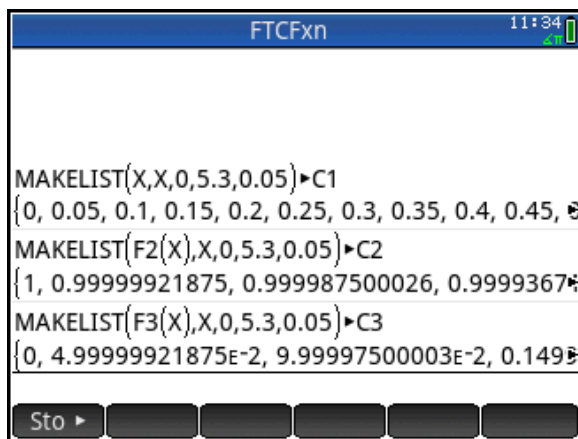 FTCFxn
11:34
∡π
MAKELIST(X,X,0,5.3,0.05)▶C1
{0, 0.05, 0.1, 0.15, 0.2, 0.25, 0.3, 0.35, 0.4, 0.45,
MAKELIST(F2(X),X,0,5.3,0.05)▶C2
{1, 0.99999921875, 0.999987500026, 0.9999367
MAKELIST(F3(X),X,0,5.3,0.05)▶C3
{0, 4.99999921875E-2, 9.99997500003E-2, 0.149
Sto ▶